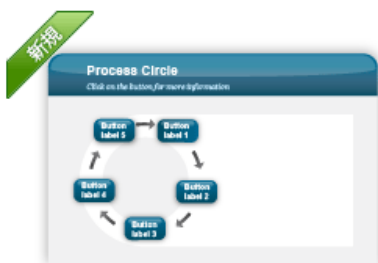 新規
Process Circle
Click on the button for more information
Button
label 5
Button
label 1
Button
label 4
Button
label 2
Button
label 3